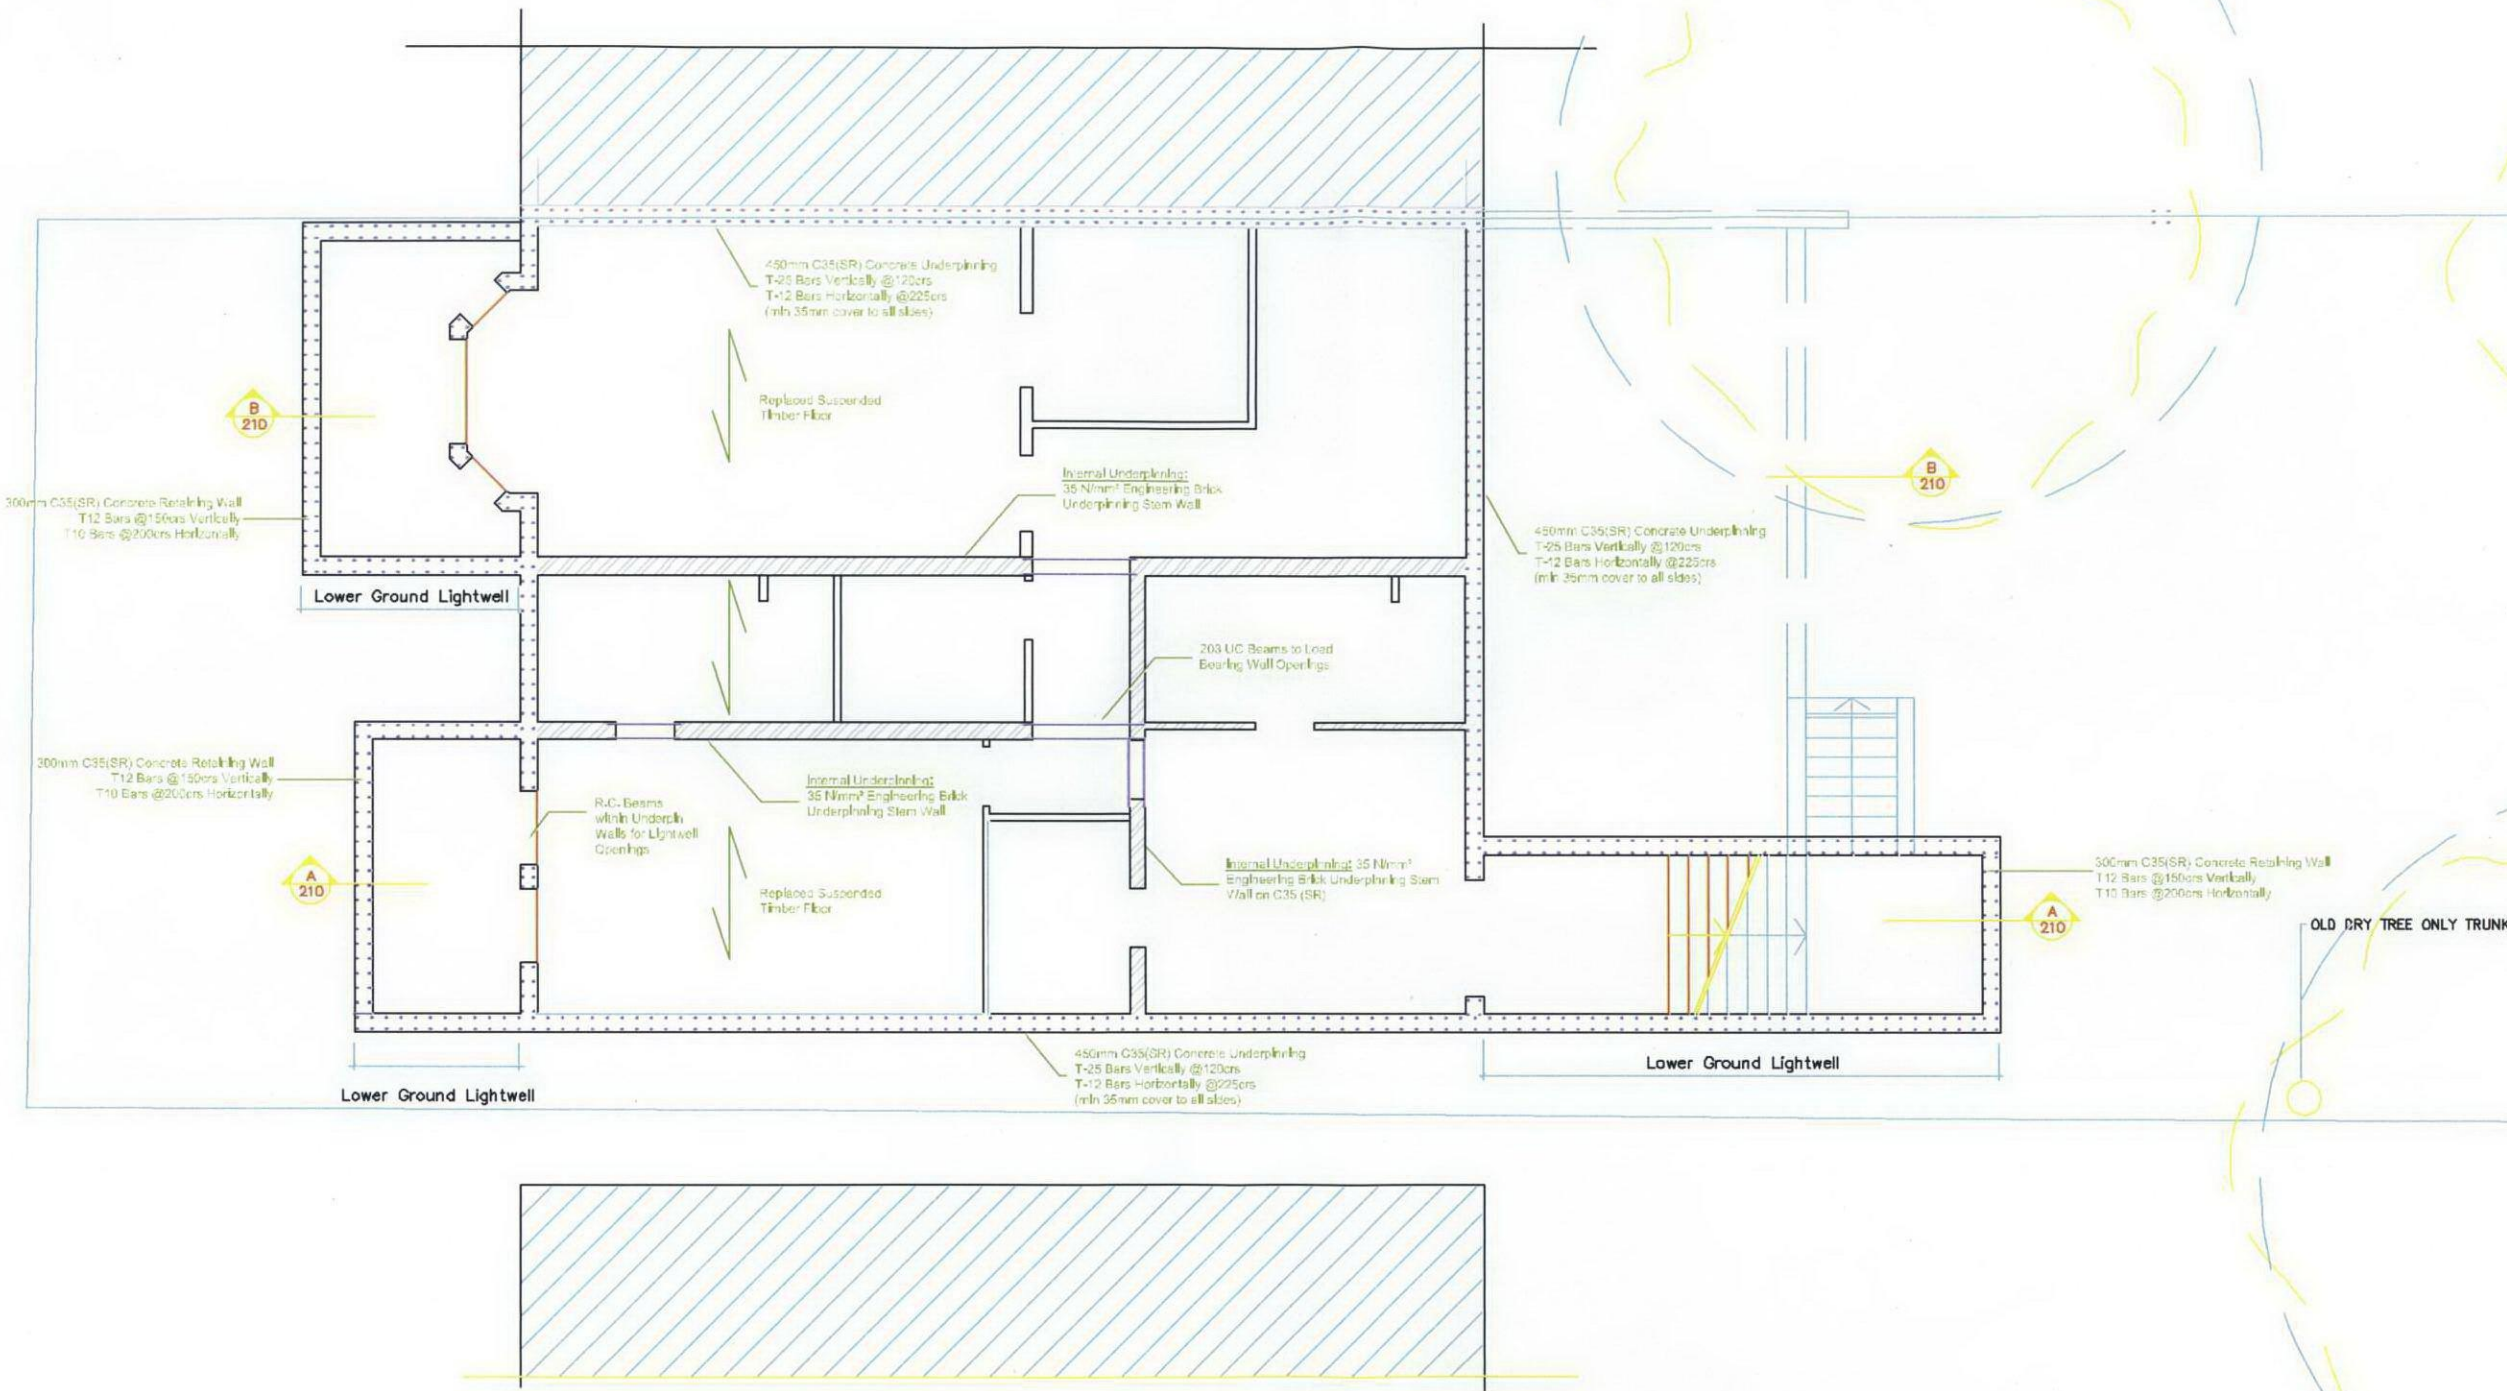 450mm C35(SR) Concrete Underpinning
T-25 Bars Vertically @120crs
T-12 Bars Horizontally @225crs
(min 35mm cover to all sides)
B
210
Replaced Suspended
Timber Floor
300mm C35(SR) Concrete Retaining Wall
T12 Bars @150crs Vertically
T10 Bars @200crs Horizontally
Internal Underpinning:
35 N/mm² Engineering Brick
Underpinning Stem Wall
B
210
450mm C35(SR) Concrete Underpinning
T-25 Bars Vertically @120crs
T-12 Bars Horizontally @225crs
(min 35mm cover to all sides)
Lower Ground Lightwell
203 UC Beams to Load
Bearing Wall Openings
300mm C35(SR) Concrete Retaining Wall
T12 Bars @150crs Vertically
T10 Bars @200crs Horizontally
Internal Underpinning:
35 N/mm² Engineering Brick
Underpinning Stem Wall
R.C. Beams
within Underpin
Walls for Lightwell
Openings
A
210
Replaced Suspended
Timber Floor
Internal Underpinning: 35 N/mm²
Engineering Brick Underpinning Stem
Wall on C35 (SR)
300mm C35(SR) Concrete Retaining Wall
T12 Bars @150crs Vertically
T10 Bars @200crs Horizontally
A
210
OLD DRY TREE ONLY TRUNK
450mm C35(SR) Concrete Underpinning
T-25 Bars Vertically @120crs
T-12 Bars Horizontally @225crs
(min 35mm cover to all sides)
Lower Ground Lightwell
Lower Ground Lightwell